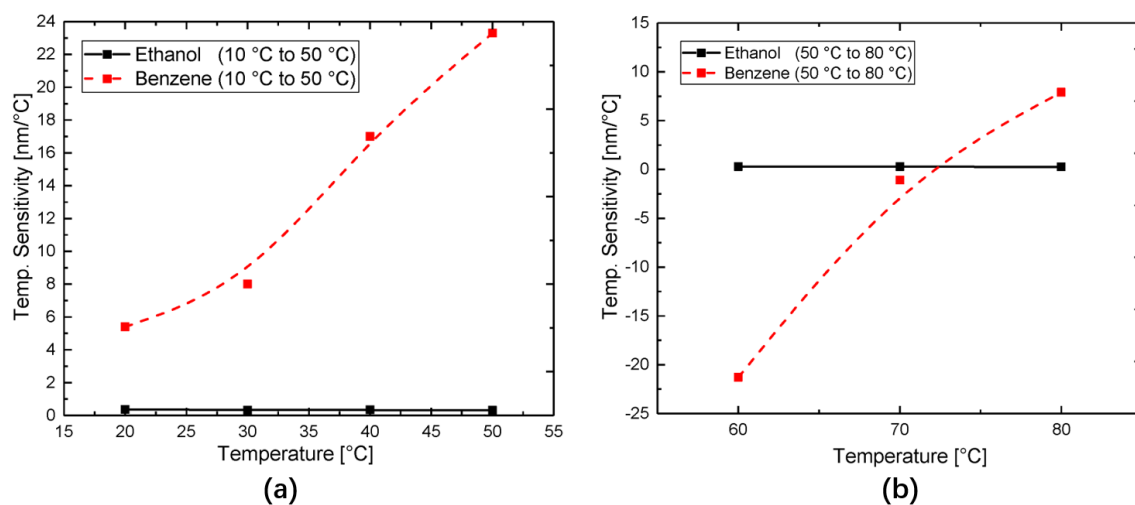 24
22
20
18
16
14
12
10
8
6
4
2
0
Temp. Sensitivity [nm/°C]
Ethanol (10 °C to 50 °C)
Benzene (10 °C to 50 °C)
15 20 25 30 35 40 45 50 55
Temperature [°C]
(a)
15
10
5
0
-5
-10
-15
-20
-25
Temp. Sensitivity [nm/°C]
Ethanol (50 °C to 80 °C)
Benzene (50 °C to 80 °C)
60 70 80
Temperature [°C]
(b)